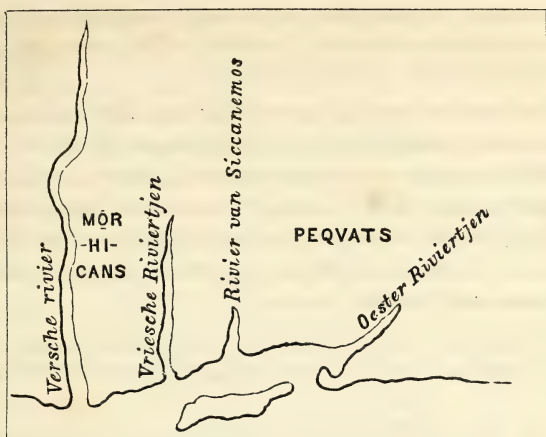 Versche rivier
MŌR
-HI-
CANS
Vriesche Riviertjen
Rivier van Siccanemos
PEQVATS
Oester Riviertjen